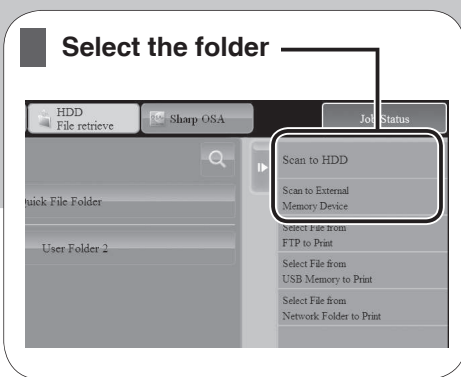 Select the folder
HDD
File retrieve
Sharp OSA
Job Status
Scan to HDD
Scan to External
Memory Device
uick File Folder
Select File from
FTP to Print
User Folder 2
Select File from
USB Memory to Print
Select File from
Network Folder to Print